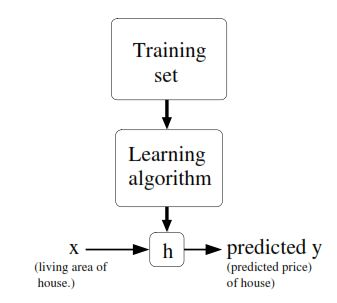 Training
set
Learning
algorithm
x
h
predicted y
(living area of
house.)
(predicted price)
of house)